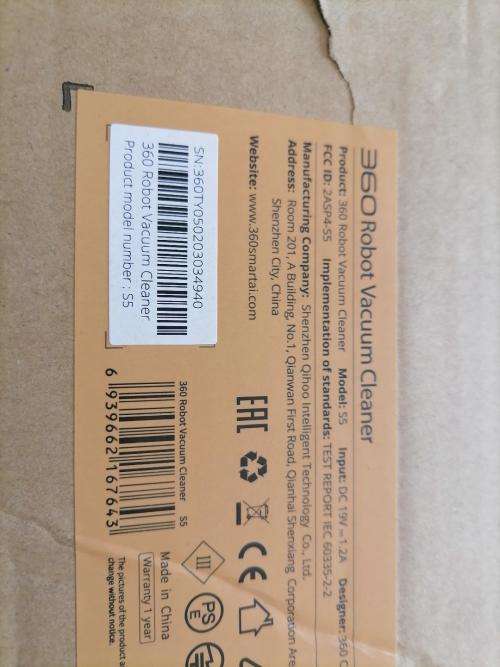 360 Robot Vacuum Cleaner
Product: 360 Robot Vacuum Cleaner Model: S5 Input: DC 19V ⎓ 1.2A Designer: 360 C
FCC ID: 2ASP4-S5 Implementation of standards: TEST REPORT IEC 60335-2-2
Manufacturing Company: Shenzhen Qihoo Intelligent Technology Co., Ltd.
Address: Room 201, A Building, No.1, Qianwan First Road, Qianhai Shenxiang Corporation Are
Shenzhen City, China
Website: www.360smartai.com
EAC
CE
SN:360TY0502030034940
360 Robot Vacuum Cleaner
Product model number : S5
360 Robot Vacuum Cleaner S5
6 939662 167643
III
PS
E
Made in China
Warranty 1 year
The pictures of the product a
change without notice.